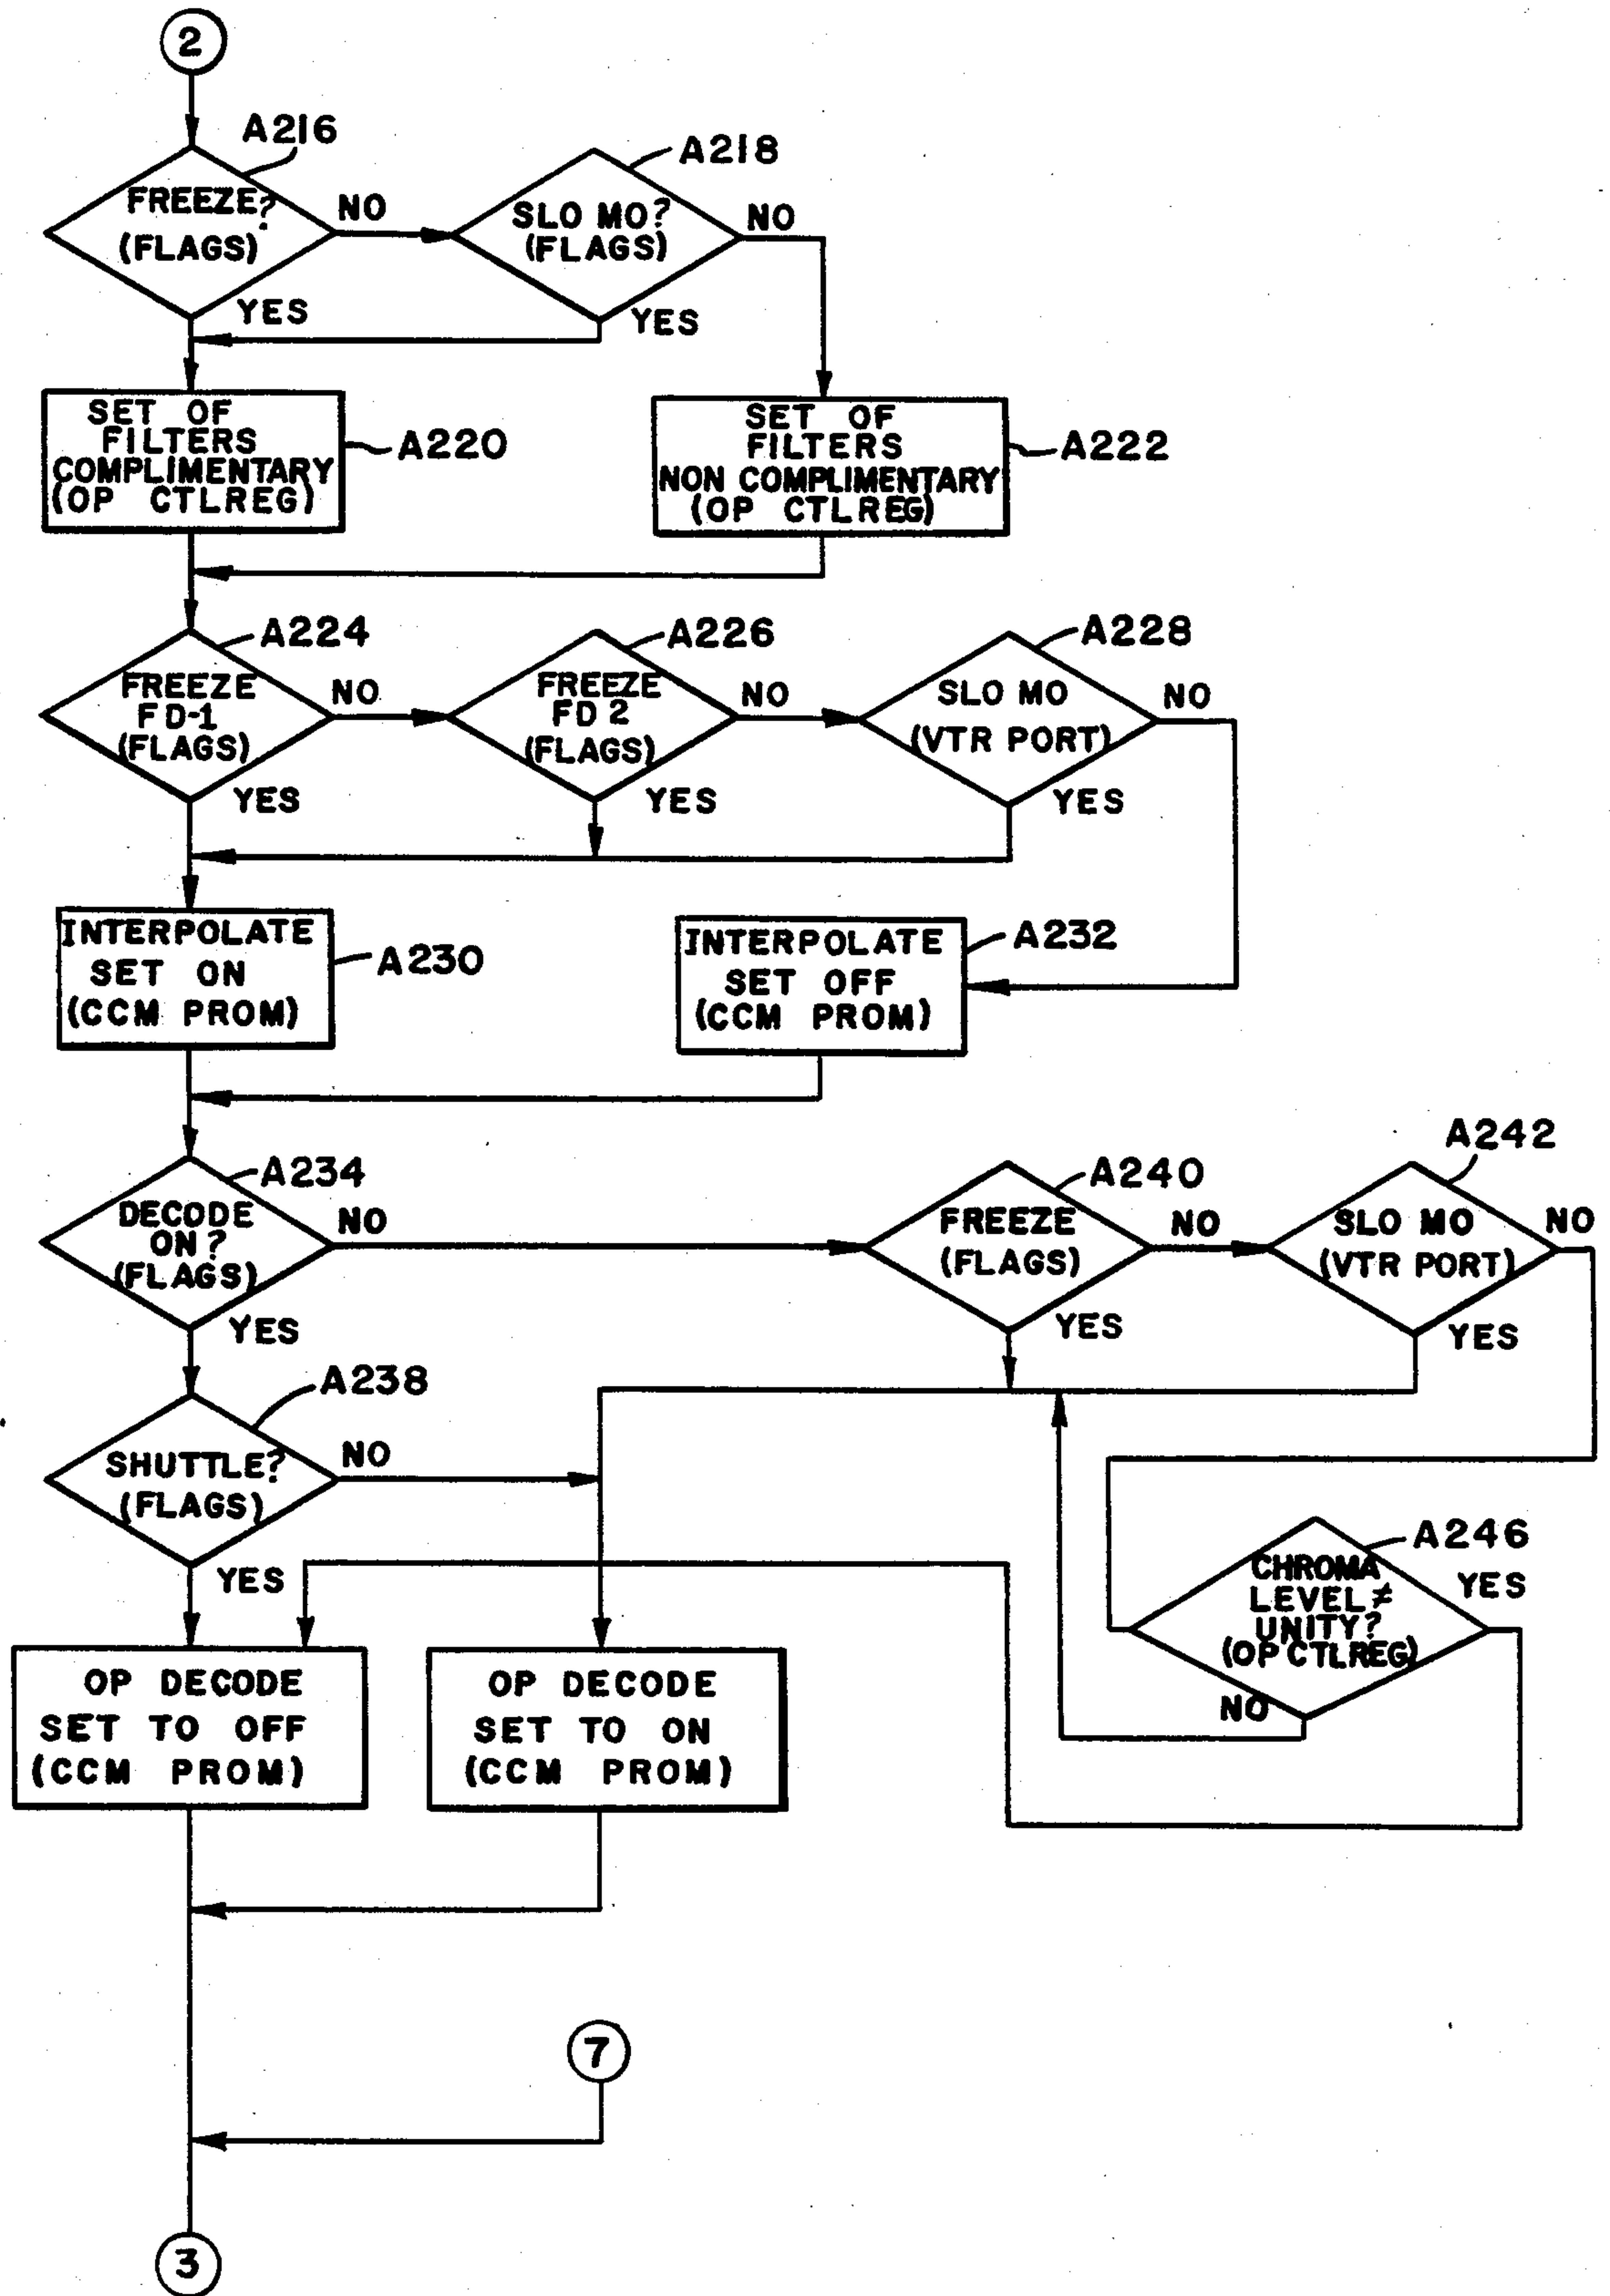 2
A216
FREEZE?
(FLAGS)
NO
YES
A218
SLO MO?
(FLAGS)
NO
YES
SET OF
FILTERS
COMPLIMENTARY
(OP CTLREG)
A220
SET OF
FILTERS
NON COMPLIMENTARY
(OP CTLREG)
A222
A224
FREEZE
FD-1
(FLAGS)
NO
YES
A226
FREEZE
FD 2
(FLAGS)
NO
YES
A228
SLO MO
(VTR PORT)
NO
YES
INTERPOLATE
SET ON
(CCM PROM)
A230
INTERPOLATE
SET OFF
(CCM PROM)
A232
A234
DECODE
ON?
(FLAGS)
NO
YES
A240
FREEZE
(FLAGS)
NO
YES
A242
SLO MO
(VTR PORT)
NO
YES
A238
SHUTTLE?
(FLAGS)
NO
YES
A246
CHROMA
LEVEL ≠
UNITY?
(OP CTLREG)
YES
NO
OP DECODE
SET TO OFF
(CCM PROM)
OP DECODE
SET TO ON
(CCM PROM)
7
3